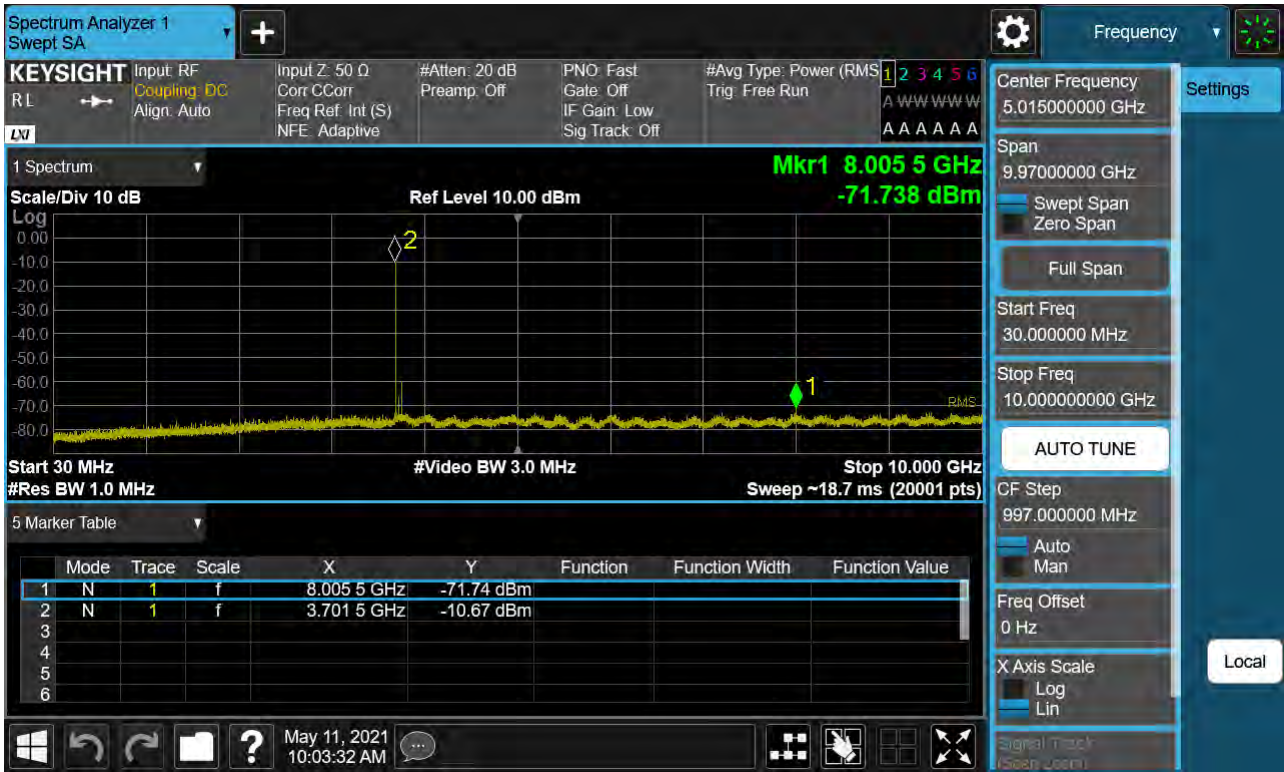 Spectrum Analyzer 1
Swept SA
+
Frequency
KEYSIGHT
RL
LXI
Input: RF
Coupling: DC
Align: Auto
Input Z: 50 Ω
Corr CCorr
Freq Ref: Int (S)
NFE: Adaptive
#Atten: 20 dB
Preamp: Off
PNO: Fast
Gate: Off
IF Gain: Low
Sig Track: Off
#Avg Type: Power (RMS
Trig: Free Run
1 2 3 4 5 6
A W W W W W
A A A A A A
1 Spectrum
Scale/Div 10 dB
Ref Level 10.00 dBm
Mkr1 8.005 5 GHz
-71.738 dBm
Log
0.00
-10.0
-20.0
-30.0
-40.0
-50.0
-60.0
-70.0
-80.0
2
1
RMS
Start 30 MHz
#Video BW 3.0 MHz
Stop 10.000 GHz
#Res BW 1.0 MHz
Sweep ~18.7 ms (20001 pts)
5 Marker Table
Mode Trace Scale X Y Function Function Width Function Value
1 N 1 f 8.005 5 GHz -71.74 dBm
2 N 1 f 3.701 5 GHz -10.67 dBm
3
4
5
6
May 11, 2021
10:03:32 AM
?
Center Frequency
5.015000000 GHz
Settings
Span
9.97000000 GHz
Swept Span
Zero Span
Full Span
Start Freq
30.000000 MHz
Stop Freq
10.000000000 GHz
AUTO TUNE
CF Step
997.000000 MHz
Auto
Man
Freq Offset
0 Hz
X Axis Scale
Log
Lin
Local
Signal Track
(Span Zoom)